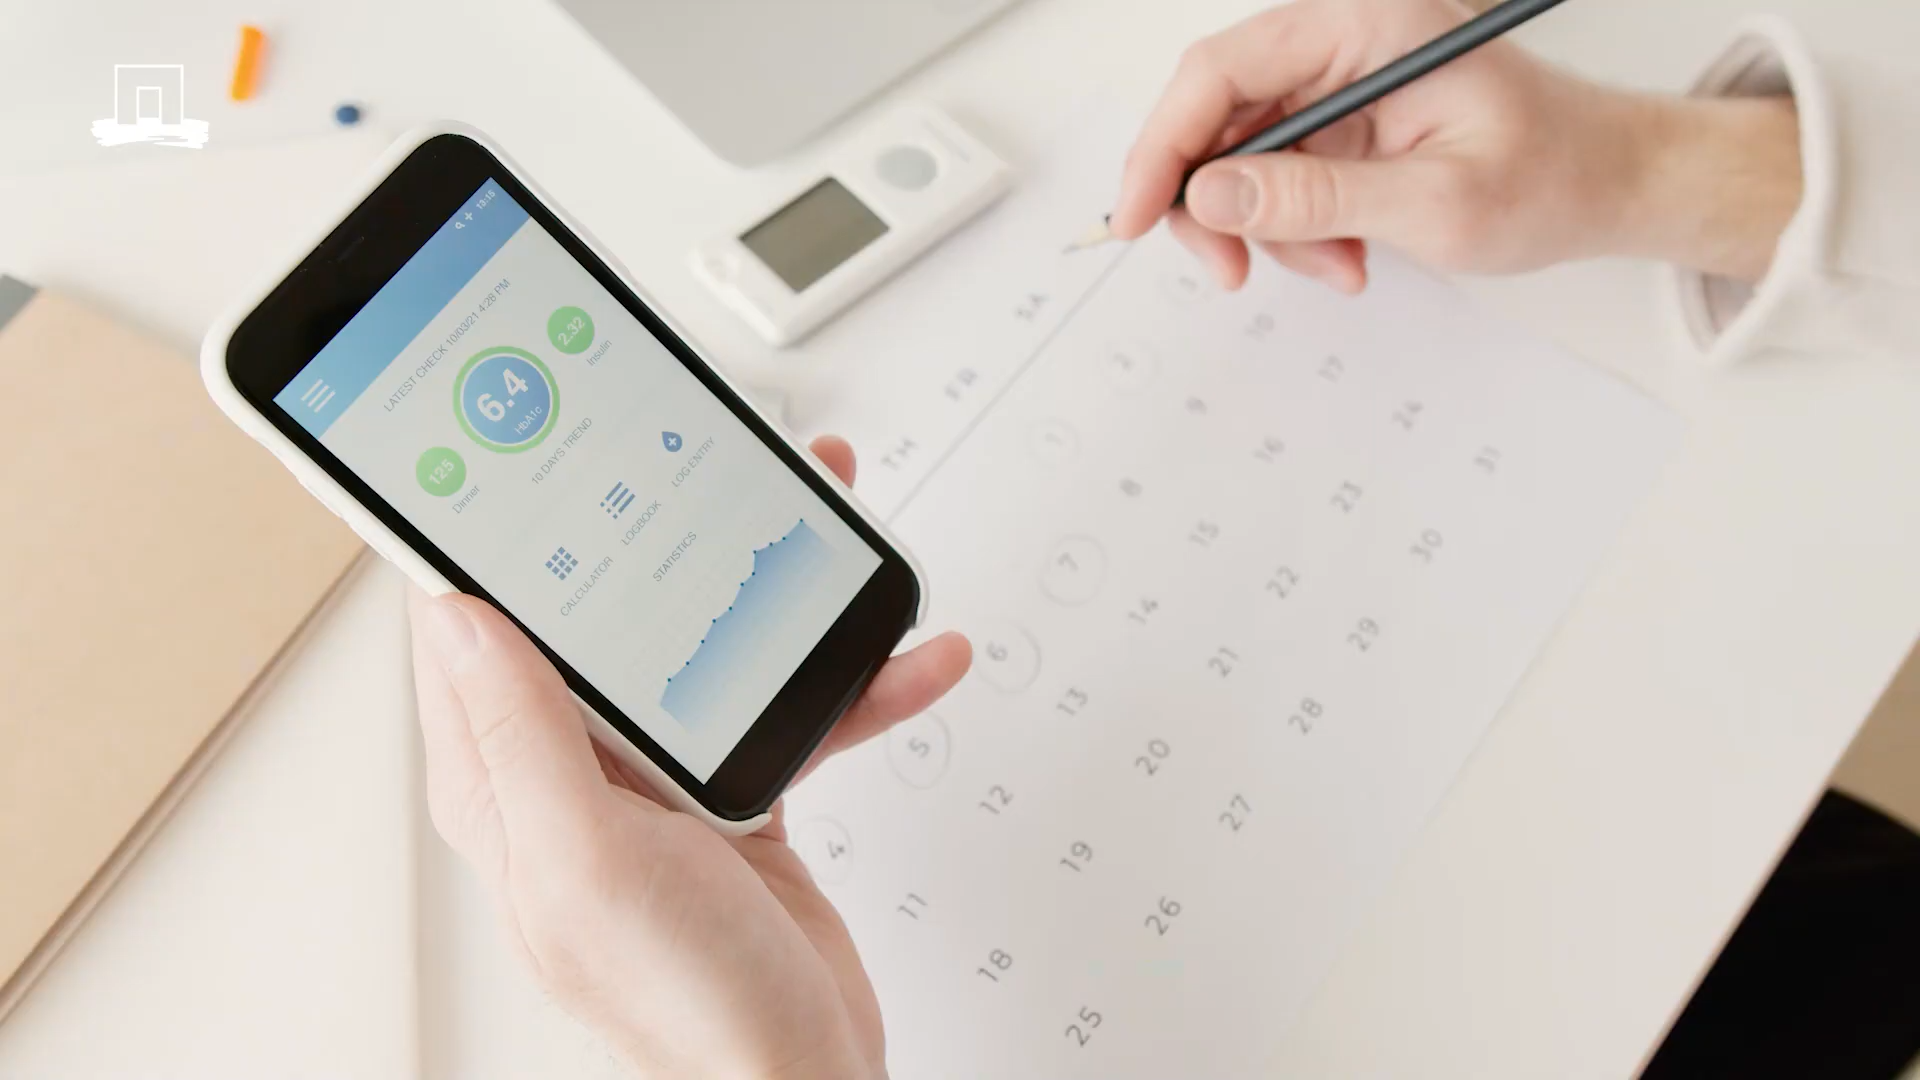 13:15
LATEST CHECK 10/03/21 4:28 PM
125
Dinner
6.4
HbA1c
2.32
Insulin
10 DAYS TREND
CALCULATOR
LOGBOOK
LOG ENTRY
STATISTICS
TH FR SA
1 2 3
4 5 6 7 8 9 10
11 12 13 14 15 16 17
18 19 20 21 22 23 24
25 26 27 28 29 30 31